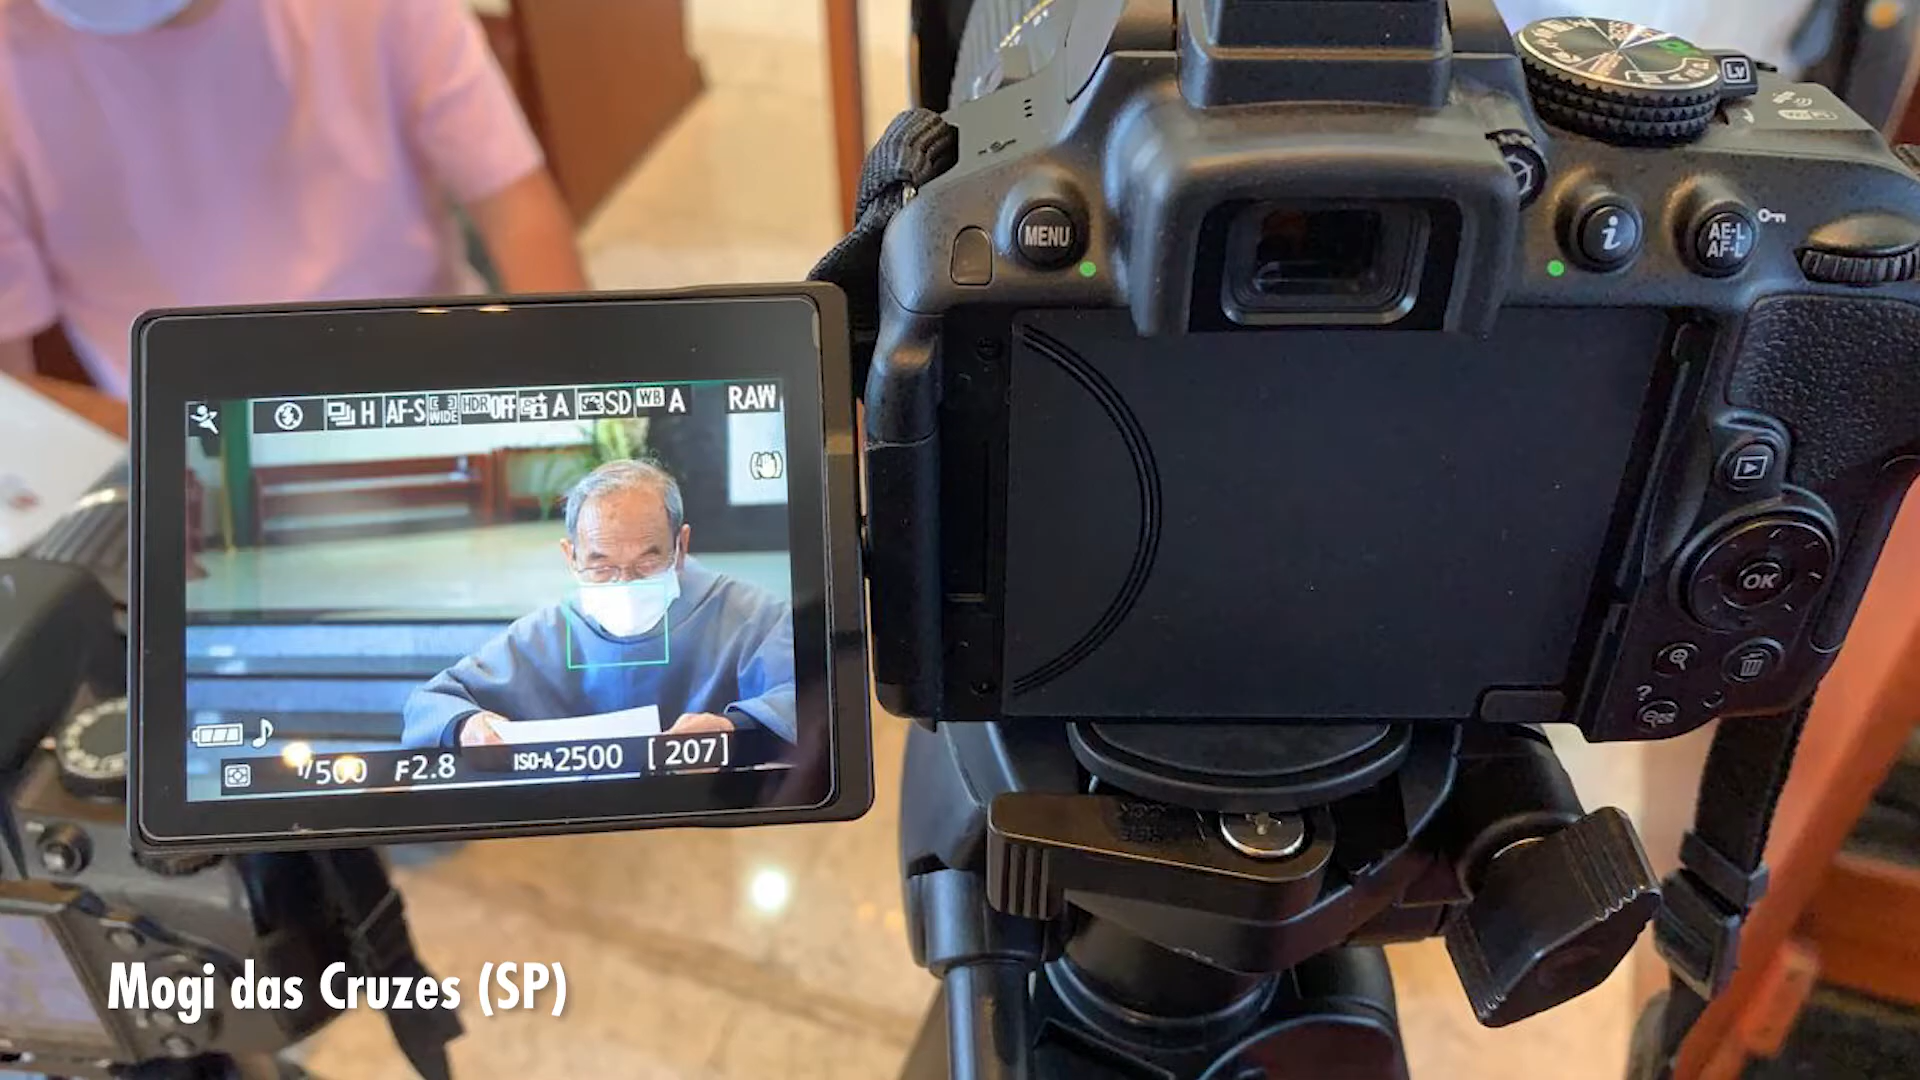 Lv
MENU
i
AE-L
AF-L
H AF-S WIDE HDR OFF A SD WB A RAW
OK
?
1/500 F2.8 ISO-A 2500 [ 207 ]
Mogi das Cruzes (SP)